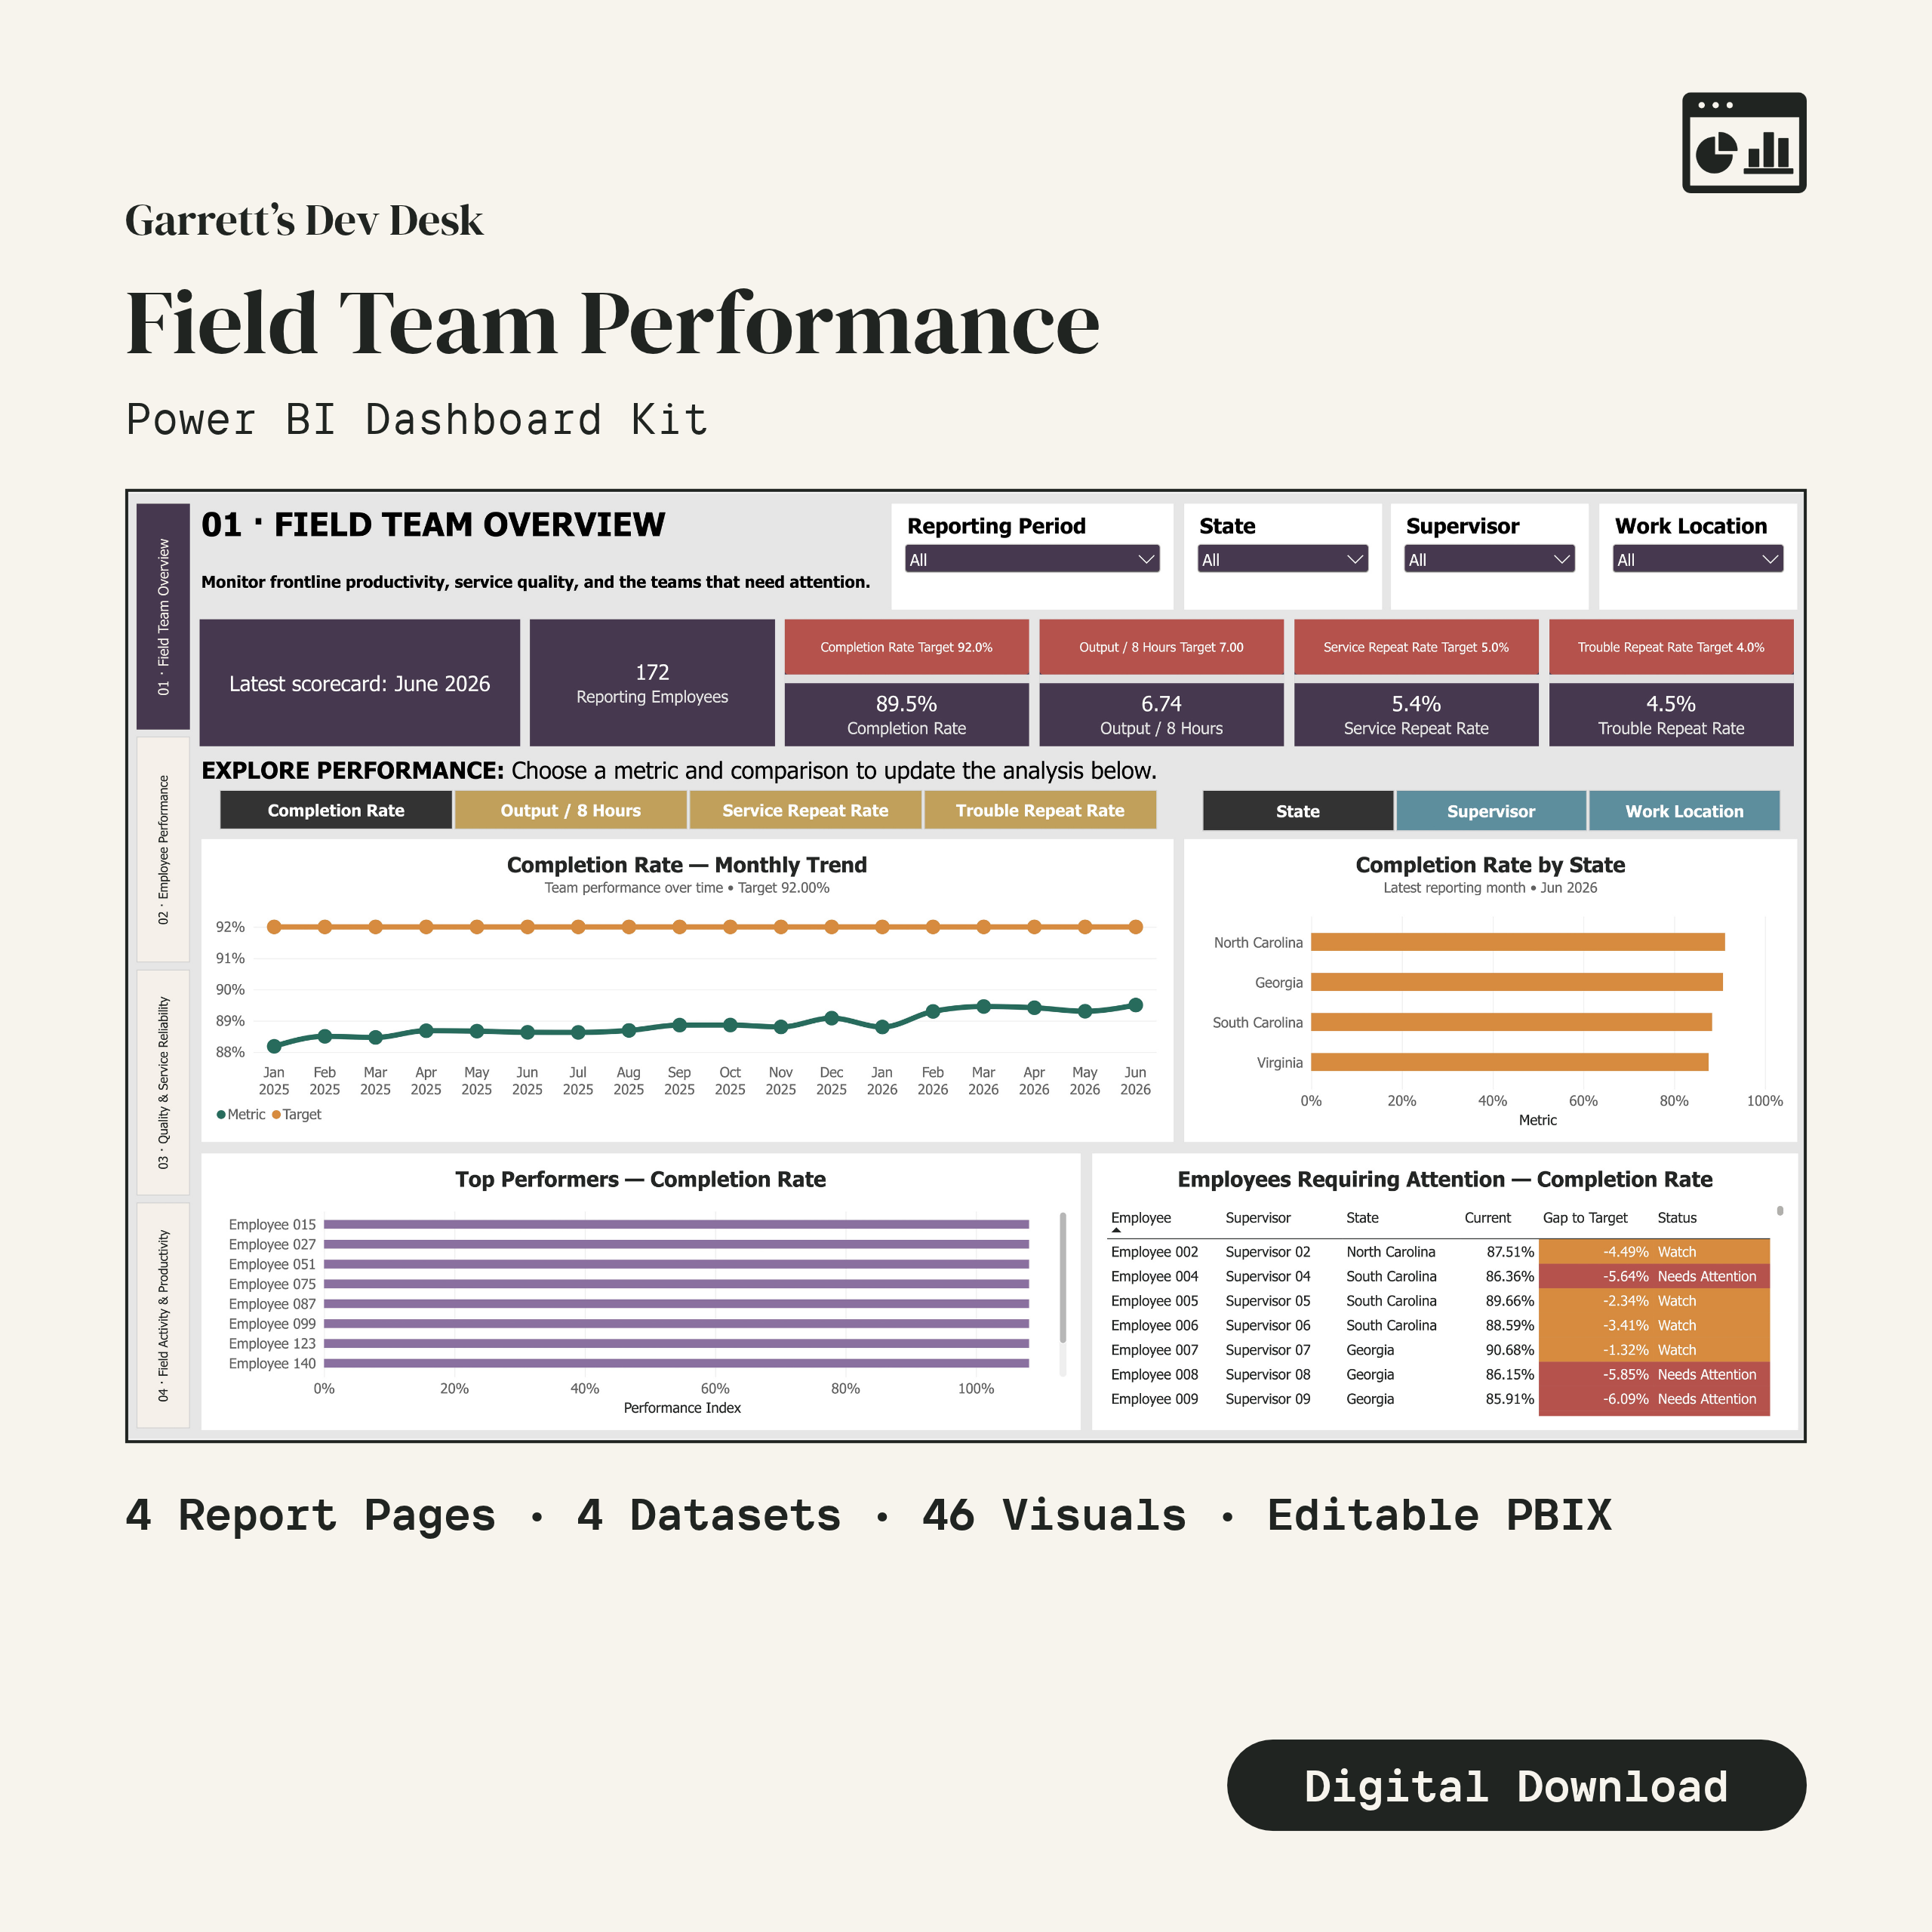 Garrett’s Dev Desk
Field Team Performance
Power BI Dashboard Kit
01 · Field Team Overview
02 · Employee Performance
03 · Quality & Service Reliability
04 · Field Activity & Productivity
01 · FIELD TEAM OVERVIEW
Monitor frontline productivity, service quality, and the teams that need attention.
Reporting Period
All
State
All
Supervisor
All
Work Location
All
Latest scorecard: June 2026
172
Reporting Employees
Completion Rate Target 92.0%
89.5%
Completion Rate
Output / 8 Hours Target 7.00
6.74
Output / 8 Hours
Service Repeat Rate Target 5.0%
5.4%
Service Repeat Rate
Trouble Repeat Rate Target 4.0%
4.5%
Trouble Repeat Rate
EXPLORE PERFORMANCE: Choose a metric and comparison to update the analysis below.
Completion Rate
Output / 8 Hours
Service Repeat Rate
Trouble Repeat Rate
State
Supervisor
Work Location
Completion Rate — Monthly Trend
Team performance over time • Target 92.00%
92%
91%
90%
89%
88%
Jan Feb Mar Apr May Jun Jul Aug Sep Oct Nov Dec Jan Feb Mar Apr May Jun
2025 2025 2025 2025 2025 2025 2025 2025 2025 2025 2025 2025 2026 2026 2026 2026 2026 2026
Metric Target
Completion Rate by State
Latest reporting month • Jun 2026
North Carolina
Georgia
South Carolina
Virginia
0% 20% 40% 60% 80% 100%
Metric
Top Performers — Completion Rate
Employee 015
Employee 027
Employee 051
Employee 075
Employee 087
Employee 099
Employee 123
Employee 140
0% 20% 40% 60% 80% 100%
Performance Index
Employees Requiring Attention — Completion Rate
Employee Supervisor State Current Gap to Target Status
Employee 002 Supervisor 02 North Carolina 87.51% -4.49% Watch
Employee 004 Supervisor 04 South Carolina 86.36% -5.64% Needs Attention
Employee 005 Supervisor 05 South Carolina 89.66% -2.34% Watch
Employee 006 Supervisor 06 South Carolina 88.59% -3.41% Watch
Employee 007 Supervisor 07 Georgia 90.68% -1.32% Watch
Employee 008 Supervisor 08 Georgia 86.15% -5.85% Needs Attention
Employee 009 Supervisor 09 Georgia 85.91% -6.09% Needs Attention
4 Report Pages · 4 Datasets · 46 Visuals · Editable PBIX
Digital Download